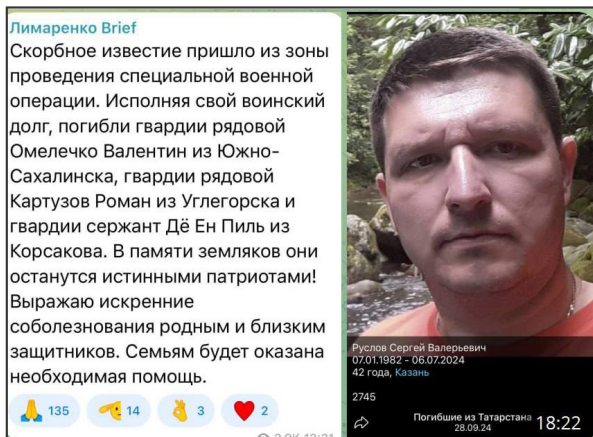 Лимаренко Brief
Скорбное известие пришло из зоны
проведения специальной военной
операции. Исполняя свой воинский
долг, погибли гвардии рядовой
Омелечко Валентин из Южно-
Сахалинска, гвардии рядовой
Картузов Роман из Углегорска и
гвардии сержант Дё Ен Пиль из
Корсакова. В памяти земляков они
останутся истинными патриотами!
Выражаю искренние
соболезнования родным и близким
защитников. Семьям будет оказана
необходимая помощь.
135 14 3 2
Руслов Сергей Валерьевич
07.01.1982 - 06.07.2024
42 года, Казань
2745
Погибшие из Татарстана
28.09.24
18:22